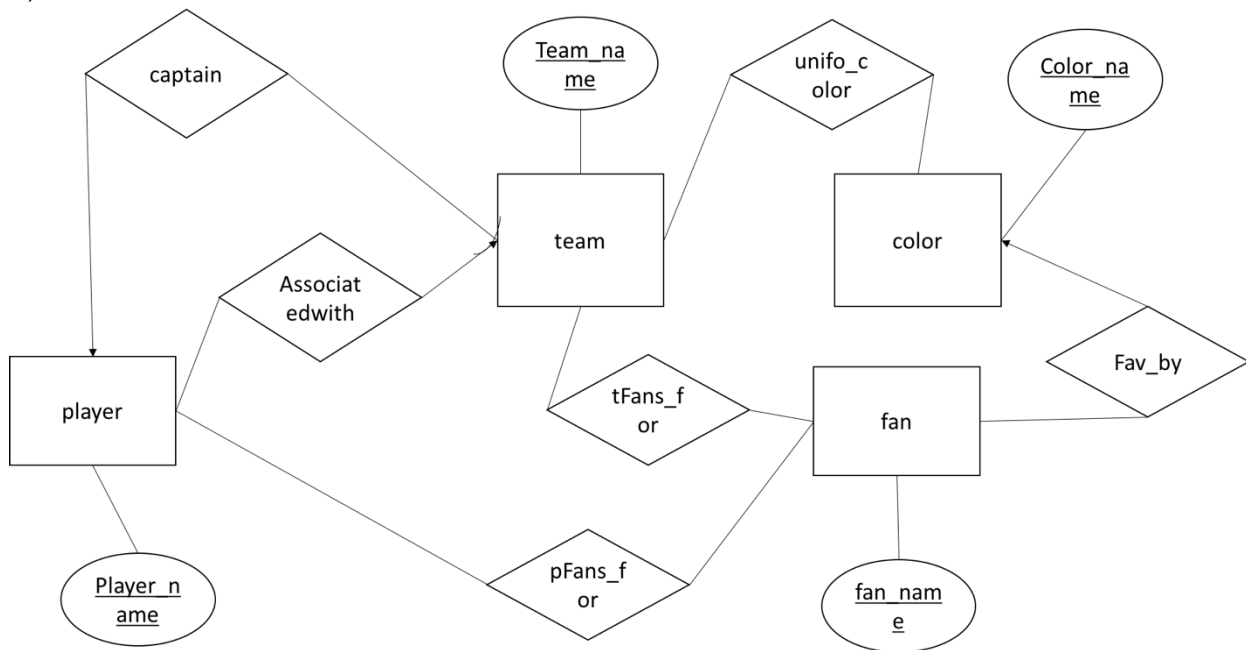 captain
Team_na
me
unifo_c
olor
Color_na
me
team
color
Associat
edwith
player
tFans_f
or
fan
Fav_by
Player_n
ame
pFans_f
or
fan_nam
e